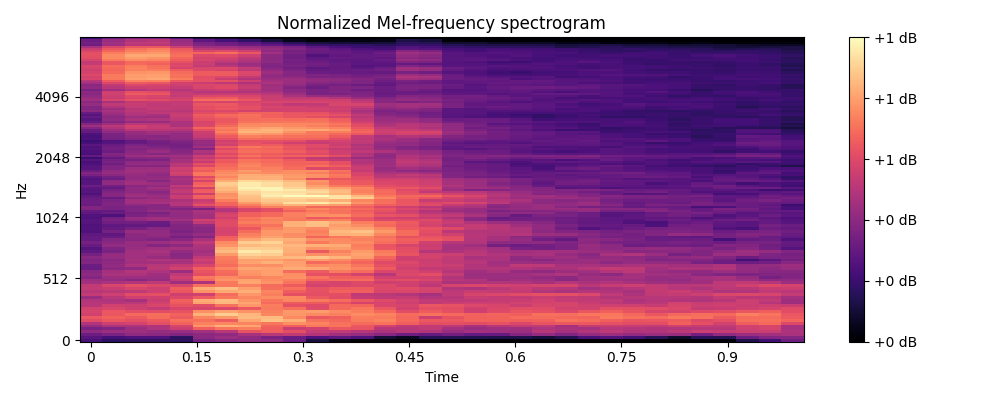 Normalized Mel-frequency spectrogram
Hz
4096
2048
1024
512
0
0 0.15 0.3 0.45 0.6 0.75 0.9
Time
+1 dB
+1 dB
+1 dB
+0 dB
+0 dB
+0 dB